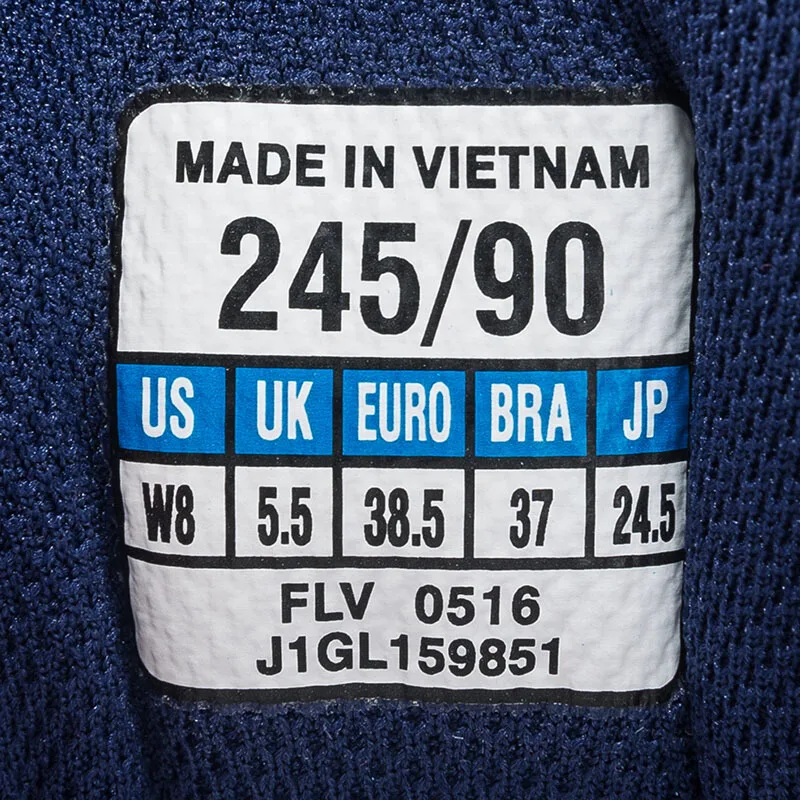 MADE IN VIETNAM
245/90
US UK EURO BRA JP
W8 5.5 38.5 37 24.5
FLV 0516
J1GL159851